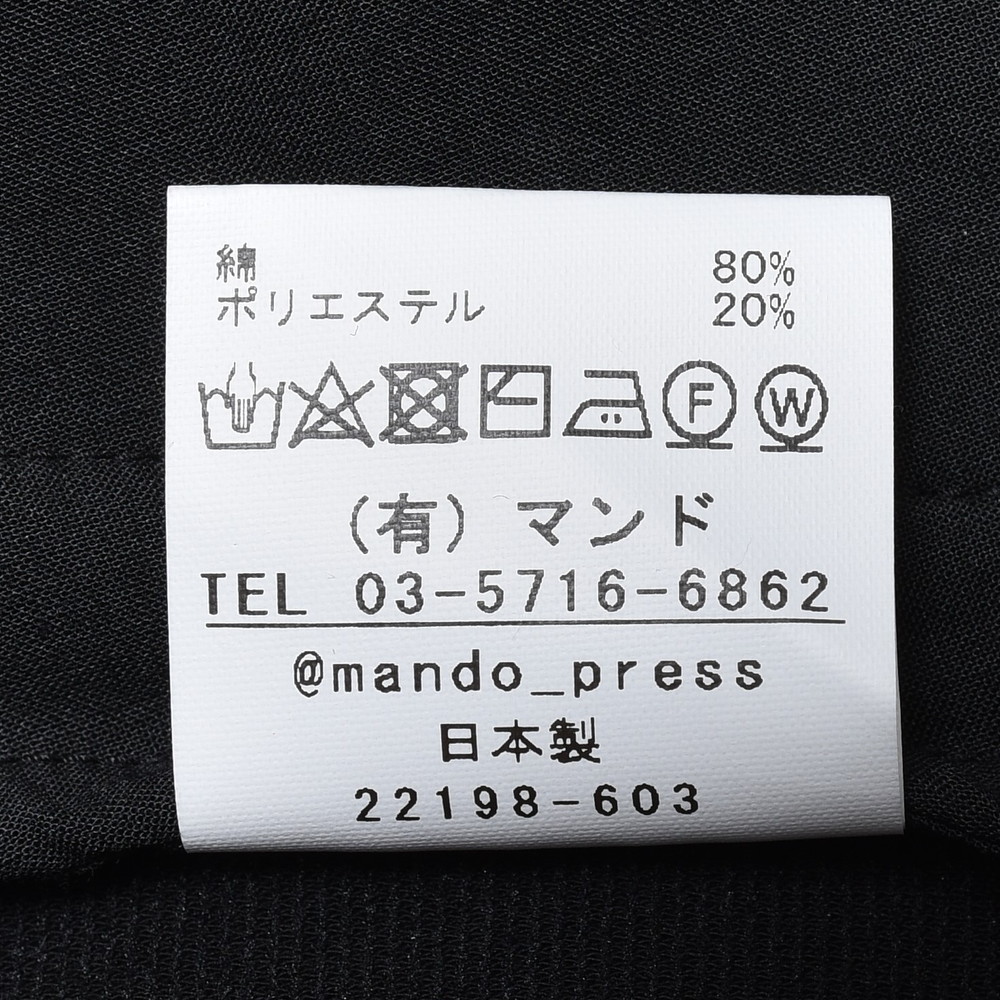 綿 80%
ポリエステル 20%
F W
(有) マンド
TEL 03-5716-6862
@mando_press
日本製
22198-603